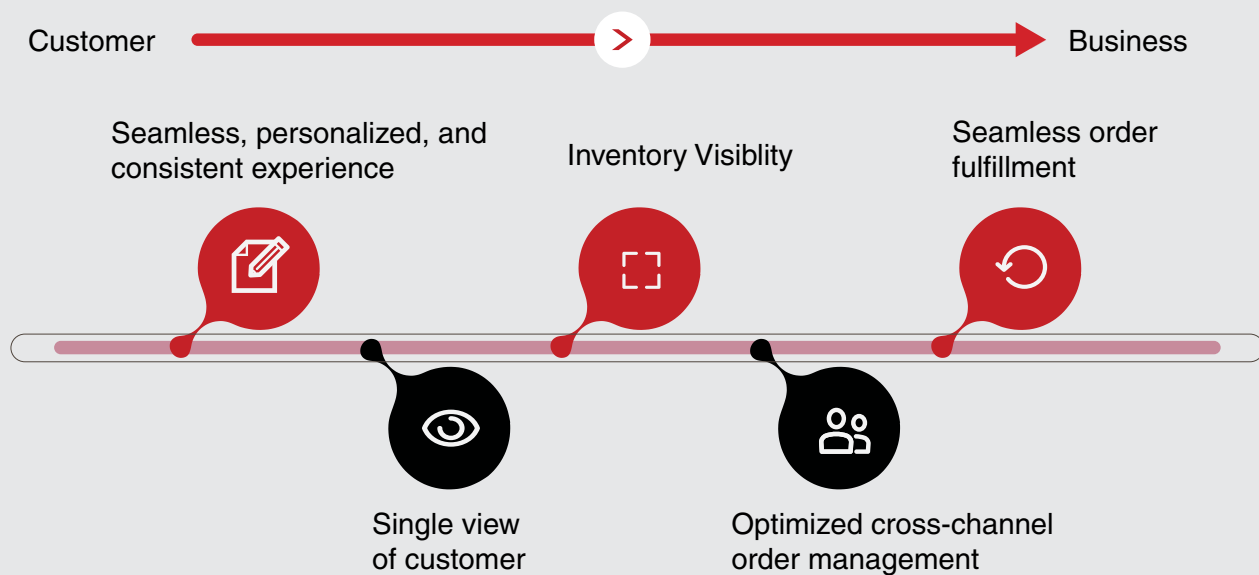 Customer
Business
Seamless, personalized, and
consistent experience
Inventory Visiblity
Seamless order
fulfillment
Single view
of customer
Optimized cross-channel
order management